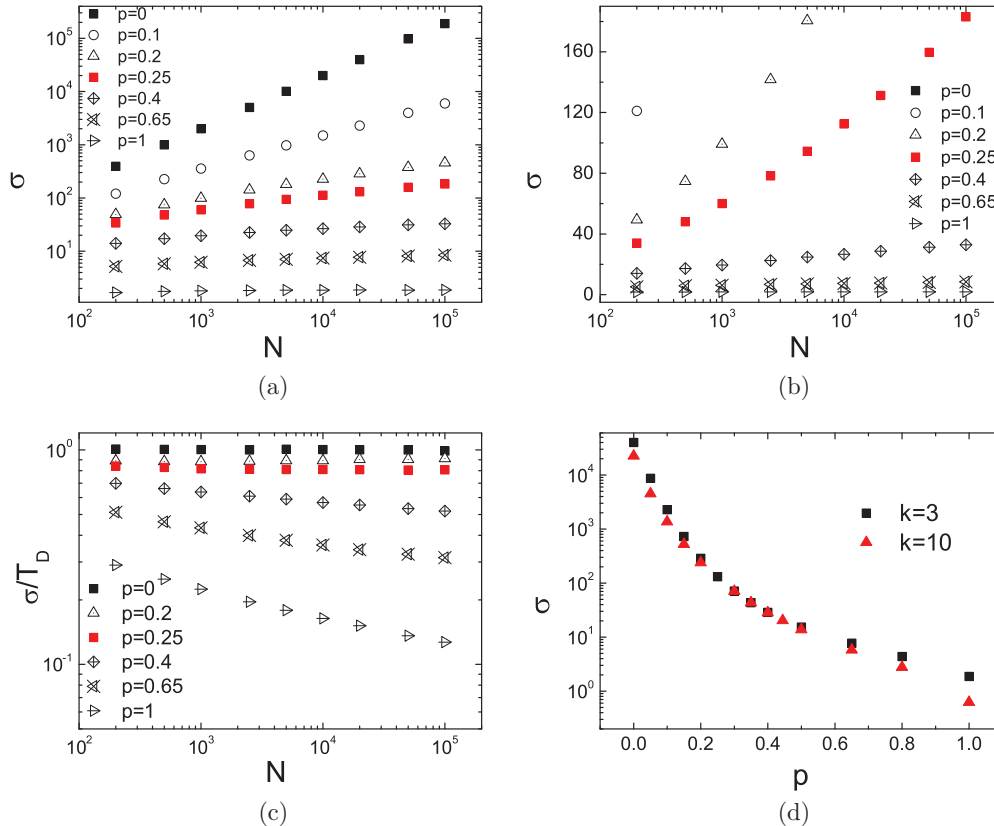 p=0
p=0.1
p=0.2
p=0.25
p=0.4
p=0.65
p=1
10^5
10^4
10^3
10^2
10^1
σ
10^2 10^3 10^4 10^5
N
(a)
160
120
80
40
0
σ
p=0
p=0.1
p=0.2
p=0.25
p=0.4
p=0.65
p=1
10^2 10^3 10^4 10^5
N
(b)
10^0
10^-1
σ/T_D
p=0
p=0.2
p=0.25
p=0.4
p=0.65
p=1
10^2 10^3 10^4 10^5
N
(c)
10^4
10^3
10^2
10^1
10^0
σ
k=3
k=10
0.0 0.2 0.4 0.6 0.8 1.0
p
(d)